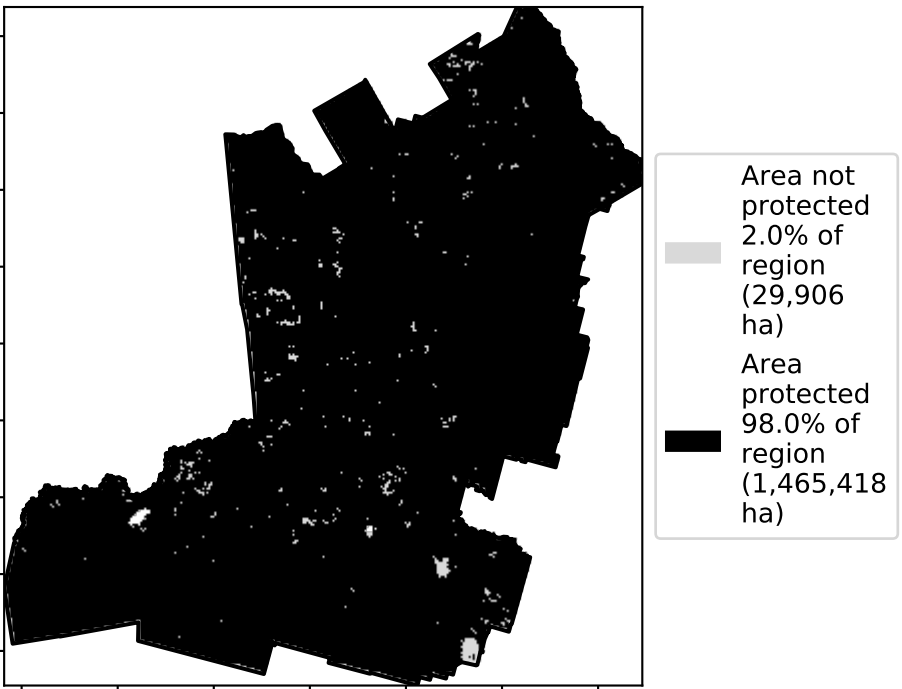 Area not
protected
2.0% of
region
(29,906
ha)
Area
protected
98.0% of
region
(1,465,418
ha)